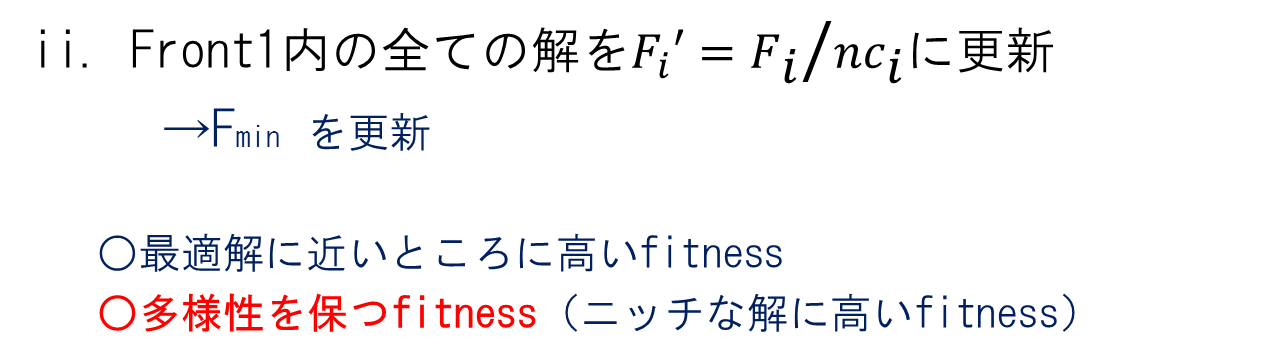 ii. Front1内の全ての解を𝐹ᵢ′ = 𝐹ᵢ/𝑛𝑐ᵢに更新
→Fmin を更新
○最適解に近いところに高いfitness
○多様性を保つfitness（ニッチな解に高いfitness）